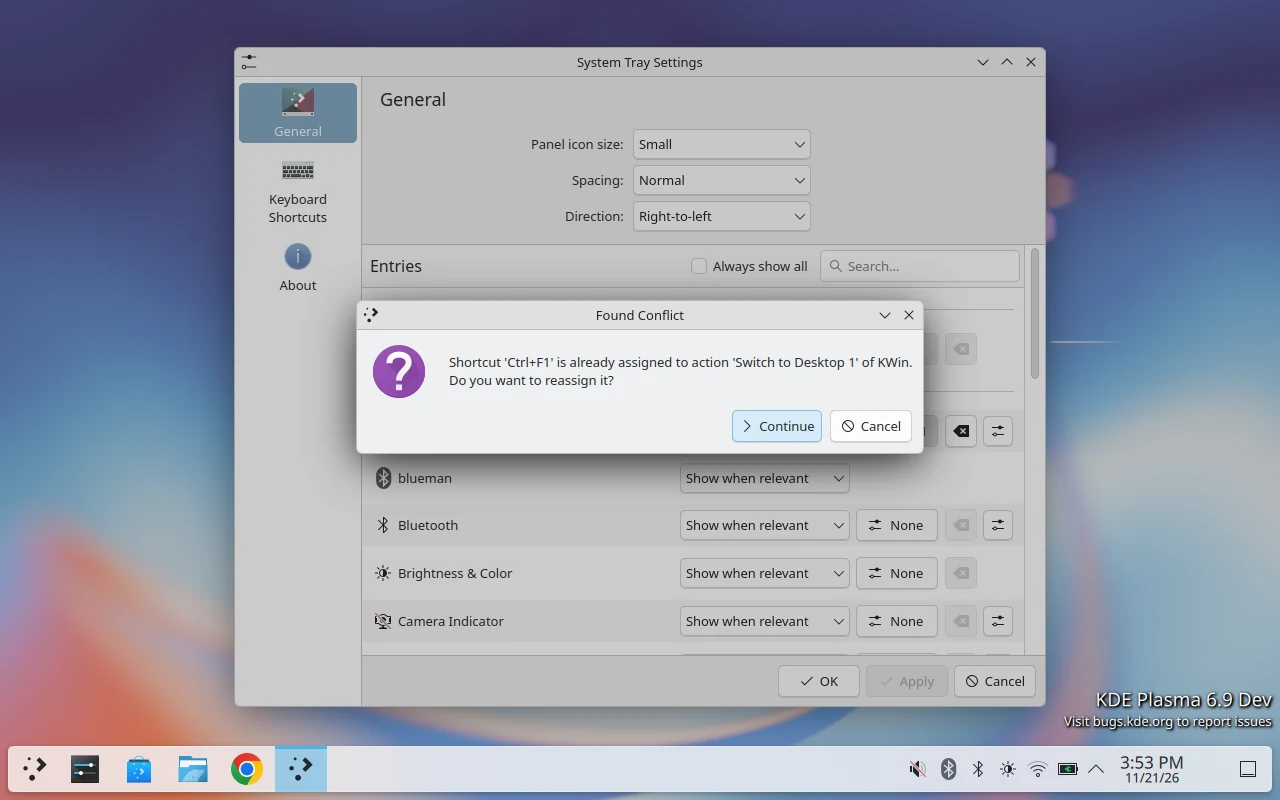 System Tray Settings
General
General
Panel icon size:
Small
Spacing:
Normal
Direction:
Right-to-left
Keyboard
Shortcuts
About
Entries
Always show all
Search...
Found Conflict
Shortcut 'Ctrl+F1' is already assigned to action 'Switch to Desktop 1' of KWin.
Do you want to reassign it?
Continue
Cancel
blueman
Show when relevant
Bluetooth
Show when relevant
None
Brightness & Color
Show when relevant
None
Camera Indicator
Show when relevant
None
OK
Apply
Cancel
KDE Plasma 6.9 Dev
Visit bugs.kde.org to report issues
3:53 PM
11/21/26